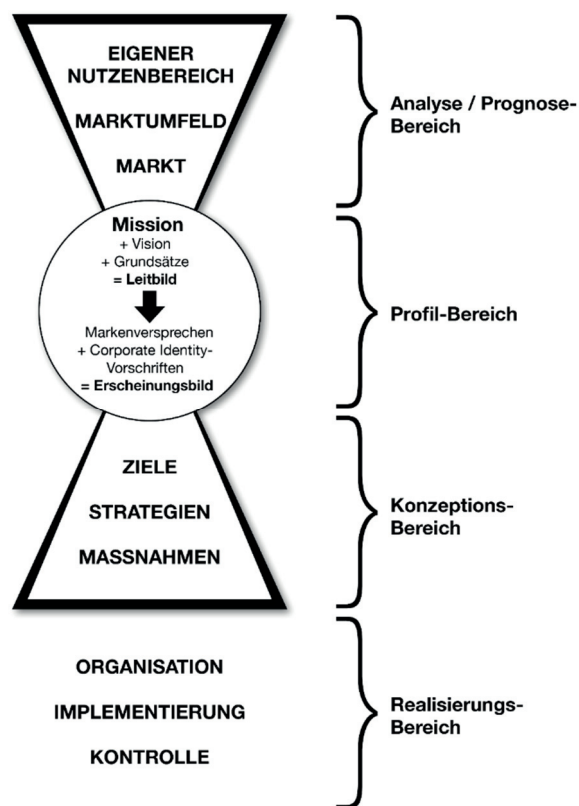 EIGENER
NUTZENBEREICH
MARKTUMFELD
MARKT
Analyse / Prognose-
Bereich
Mission
+ Vision
+ Grundsätze
= Leitbild
Markenversprechen
+ Corporate Identity-
Vorschriften
= Erscheinungsbild
Profil-Bereich
ZIELE
STRATEGIEN
MASSNAHMEN
Konzeptions-
Bereich
ORGANISATION
IMPLEMENTIERUNG
KONTROLLE
Realisierungs-
Bereich